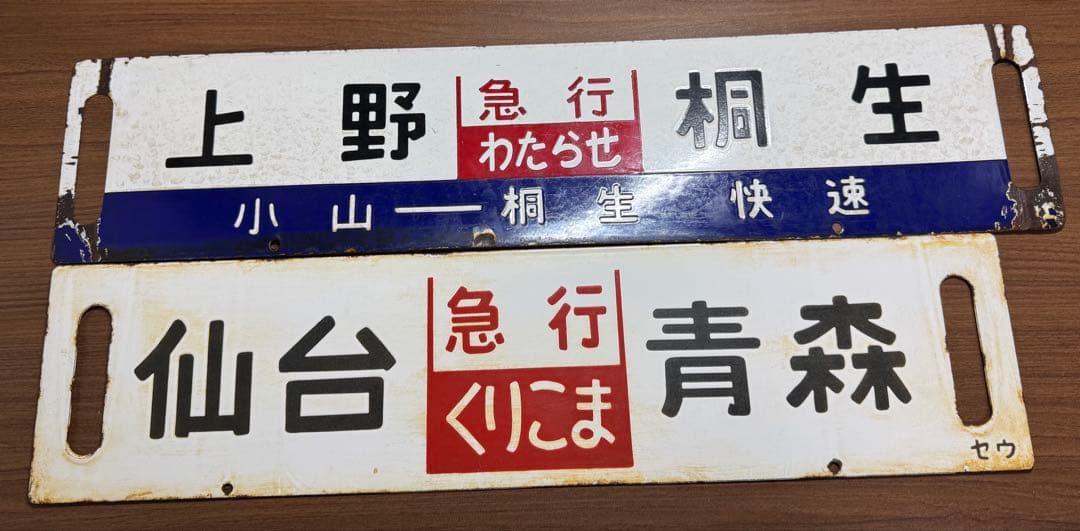 上野 急行 桐生
わたらせ
小山――桐生 快速
仙台 急行 青森
くりこま
セウ